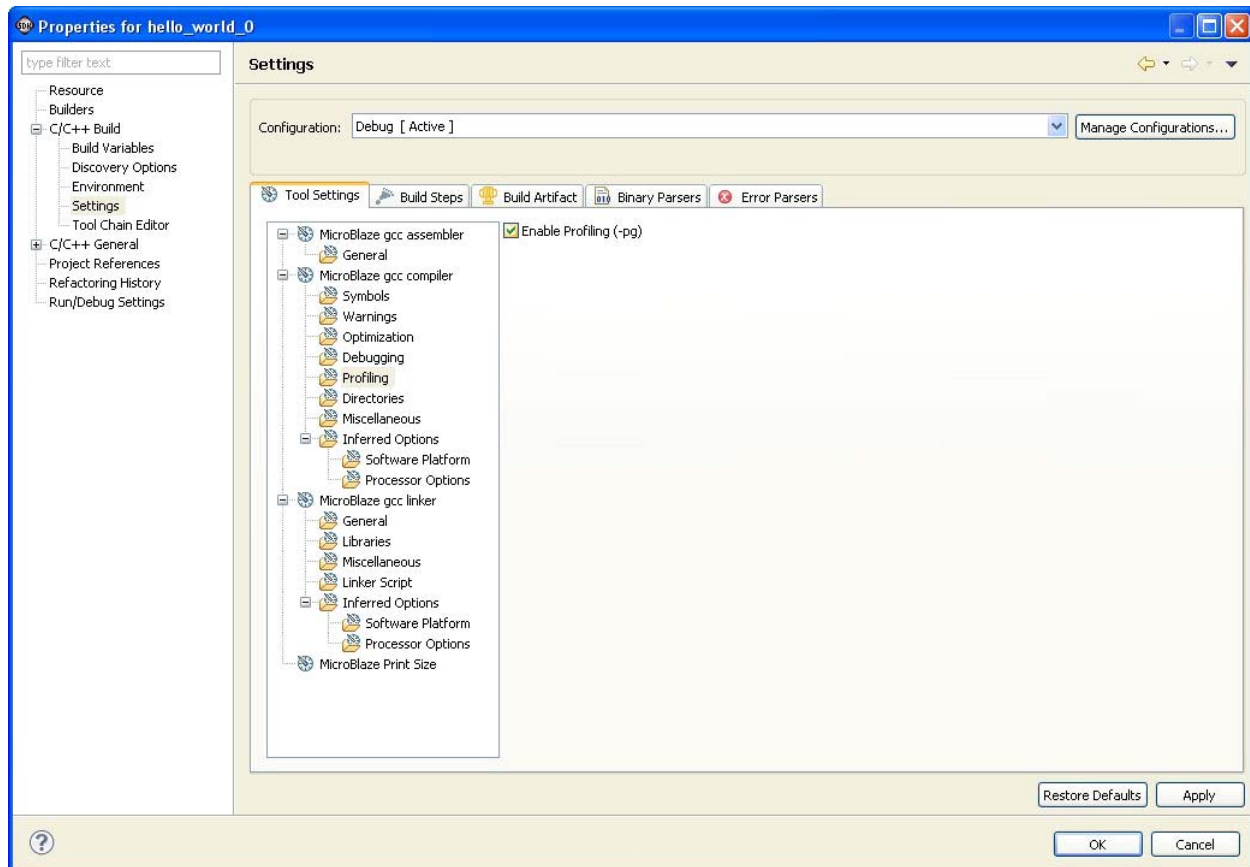 SDK Properties for hello_world_0
type filter text
Settings
Resource
Builders
C/C++ Build
Build Variables
Discovery Options
Environment
Settings
Tool Chain Editor
C/C++ General
Project References
Refactoring History
Run/Debug Settings
Configuration: Debug [ Active ] Manage Configurations...
Tool Settings Build Steps Build Artifact 010 Binary Parsers Error Parsers
MicroBlaze gcc assembler
General
MicroBlaze gcc compiler
Symbols
Warnings
Optimization
Debugging
Profiling
Directories
Miscellaneous
Inferred Options
Software Platform
Processor Options
MicroBlaze gcc linker
General
Libraries
Miscellaneous
Linker Script
Inferred Options
Software Platform
Processor Options
MicroBlaze Print Size
Enable Profiling (-pg)
Restore Defaults Apply
? OK Cancel